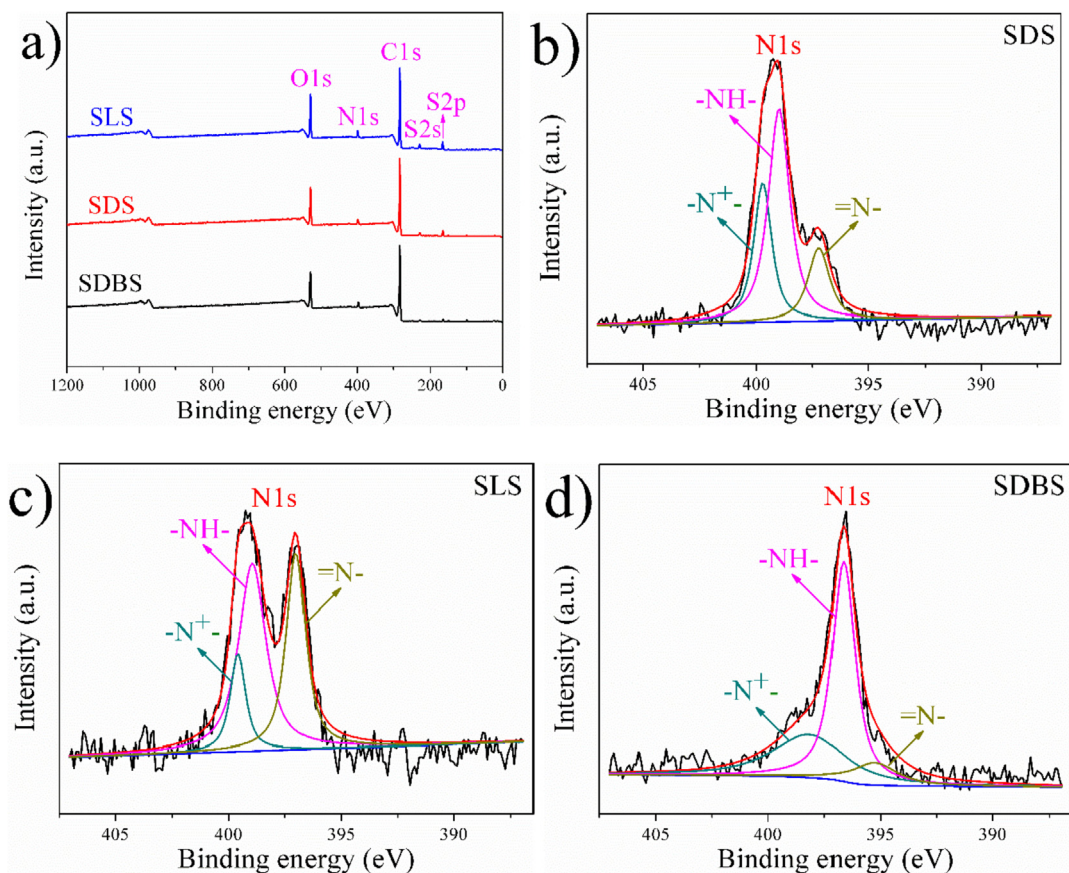 a)
C1s
O1s
S2p
N1s
S2s
SLS
SDS
SDBS
Intensity (a.u.)
1200 1000 800 600 400 200 0
Binding energy (eV)
b)
SDS
N1s
-NH-
-N⁺-
=N-
Intensity (a.u.)
405 400 395 390
Binding energy (eV)
c)
SLS
N1s
-NH-
=N-
-N⁺-
Intensity (a.u.)
405 400 395 390
Binding energy (eV)
d)
SDBS
N1s
-NH-
-N⁺-
=N-
Intensity (a.u.)
405 400 395 390
Binding energy (eV)